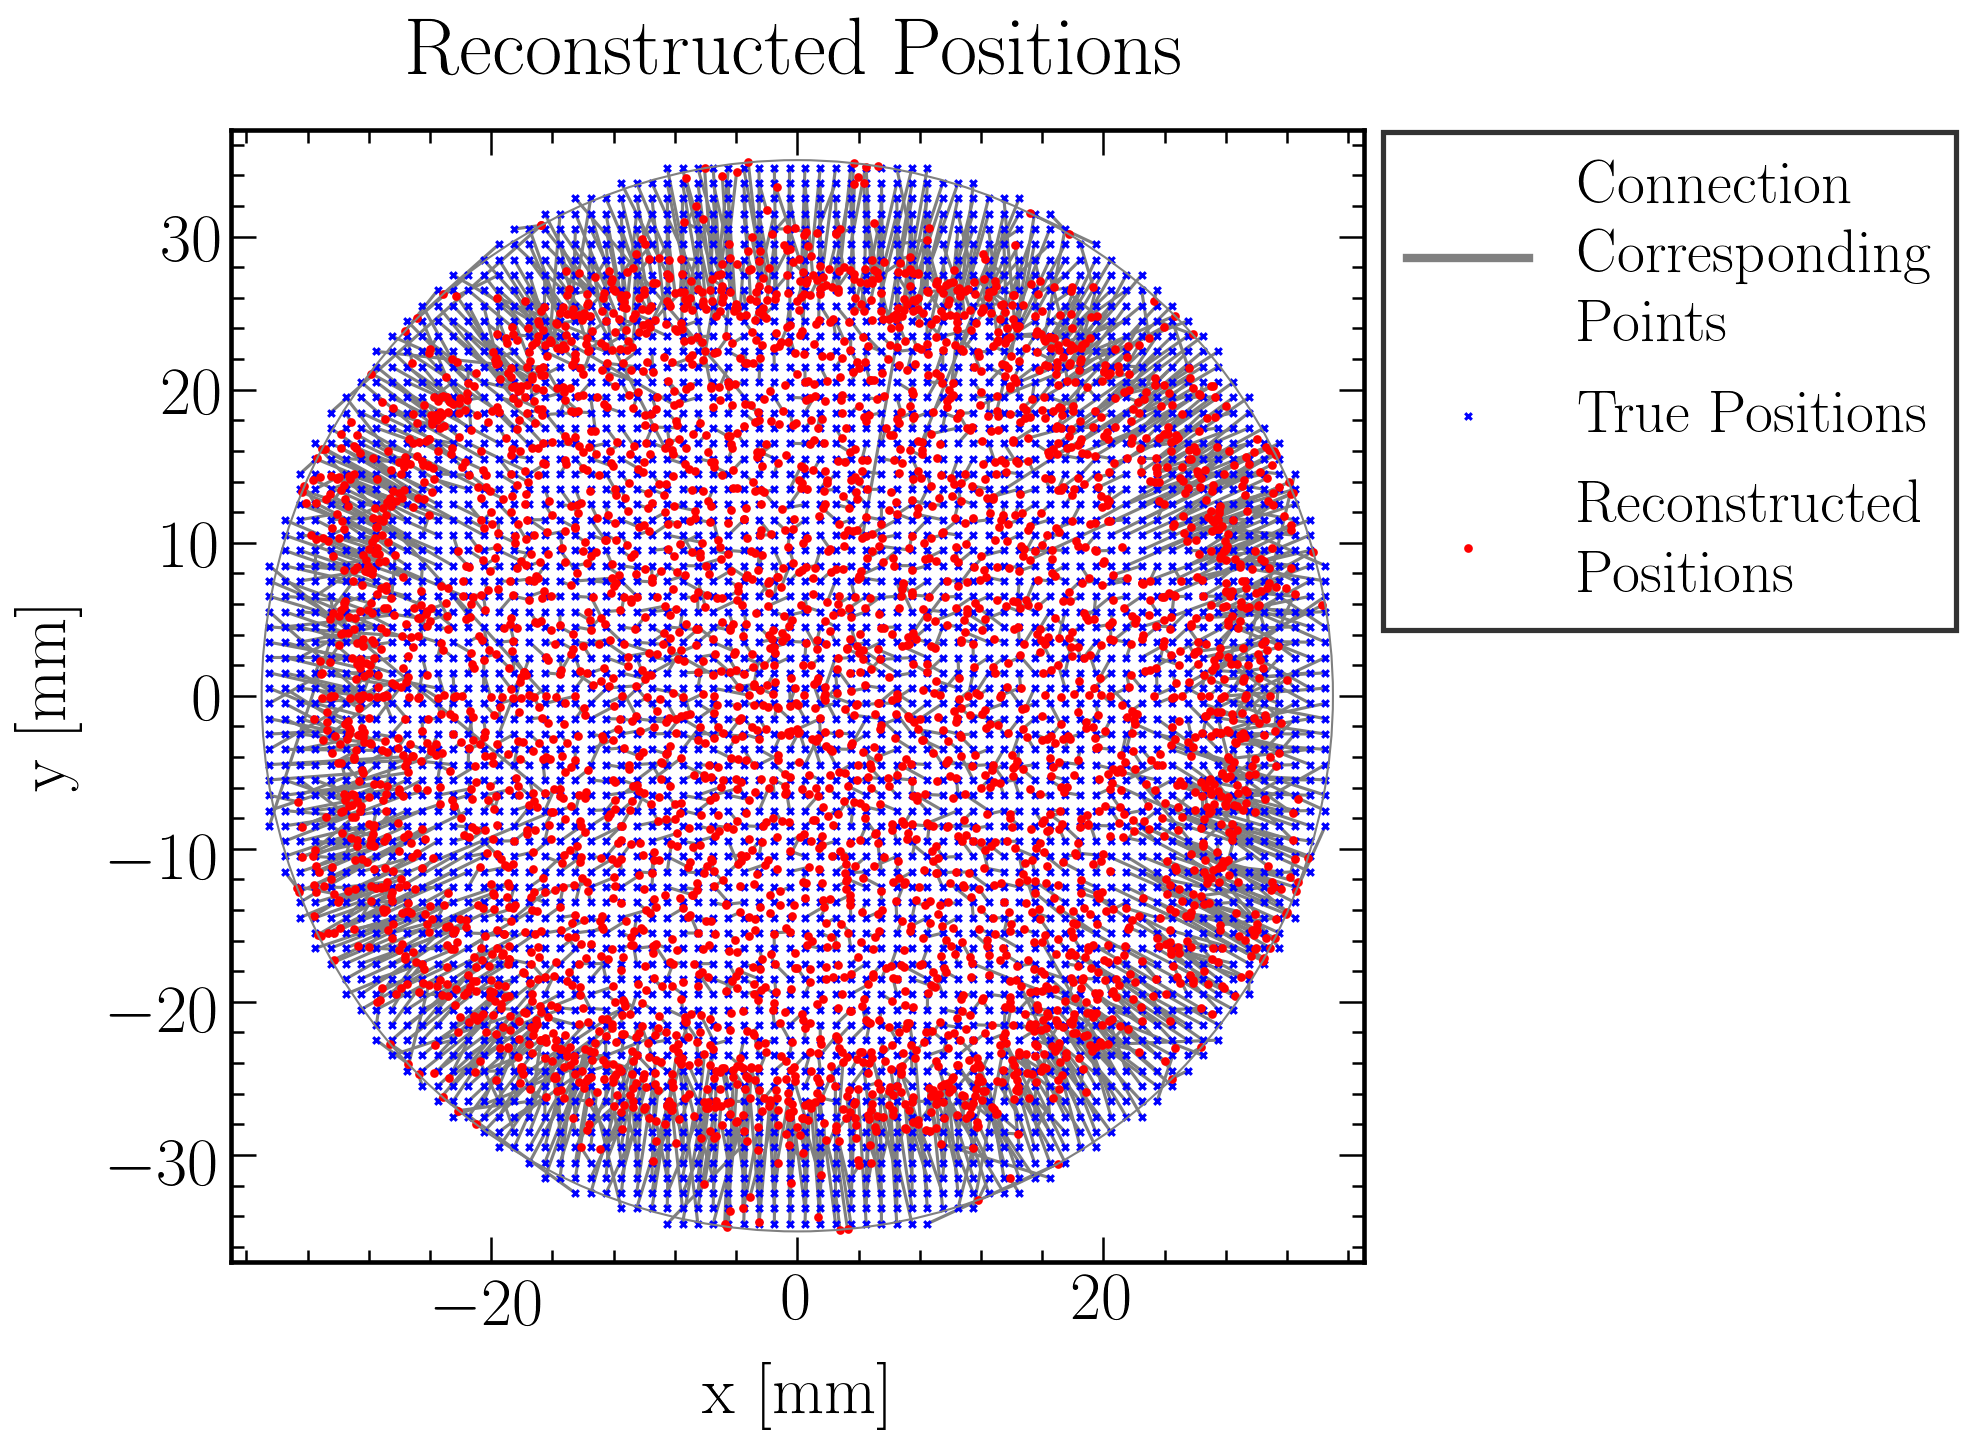 Reconstructed Positions
Connection
Corresponding
Points
True Positions
Reconstructed
Positions
30
20
10
0
−10
−20
−30
y [mm]
−20
0
20
x [mm]